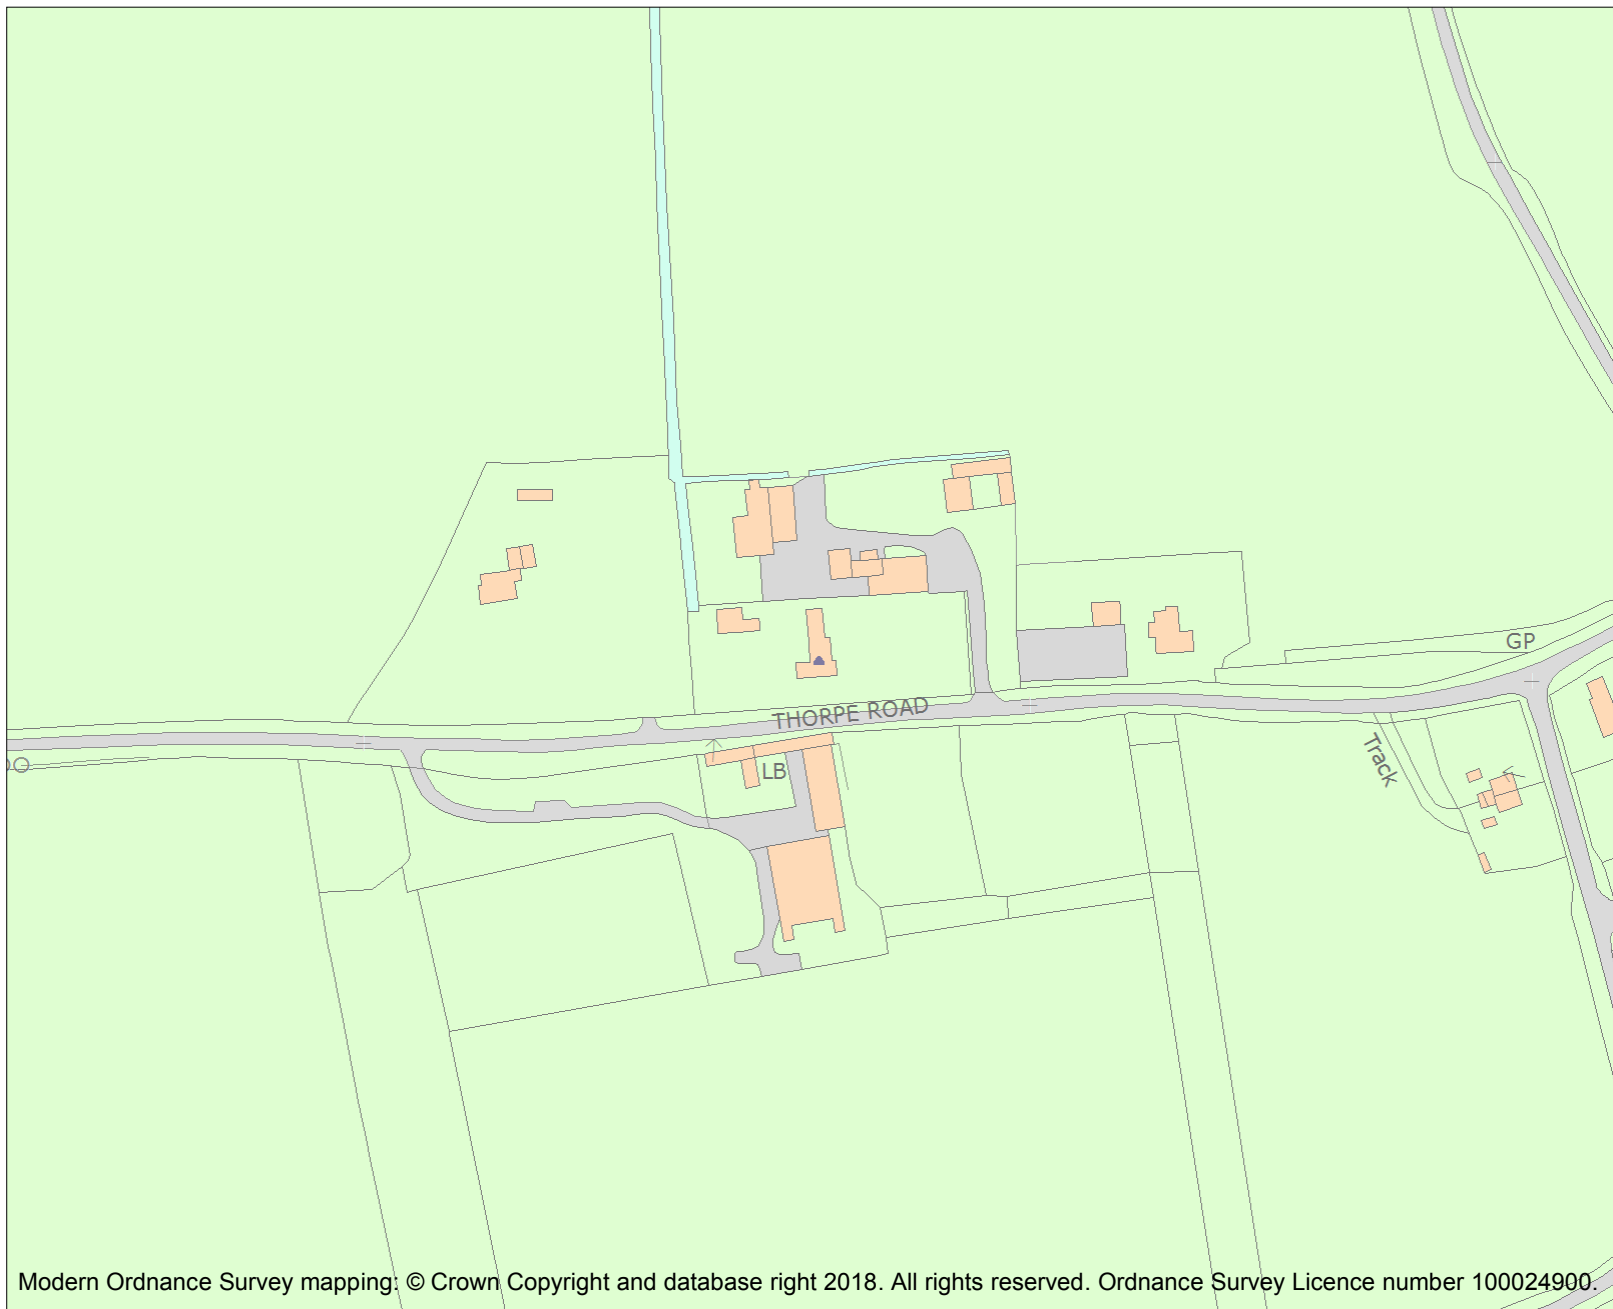 GP
THORPE ROAD
Track
LB
Modern Ordnance Survey mapping: © Crown Copyright and database right 2018. All rights reserved. Ordnance Survey Licence number 100024900.